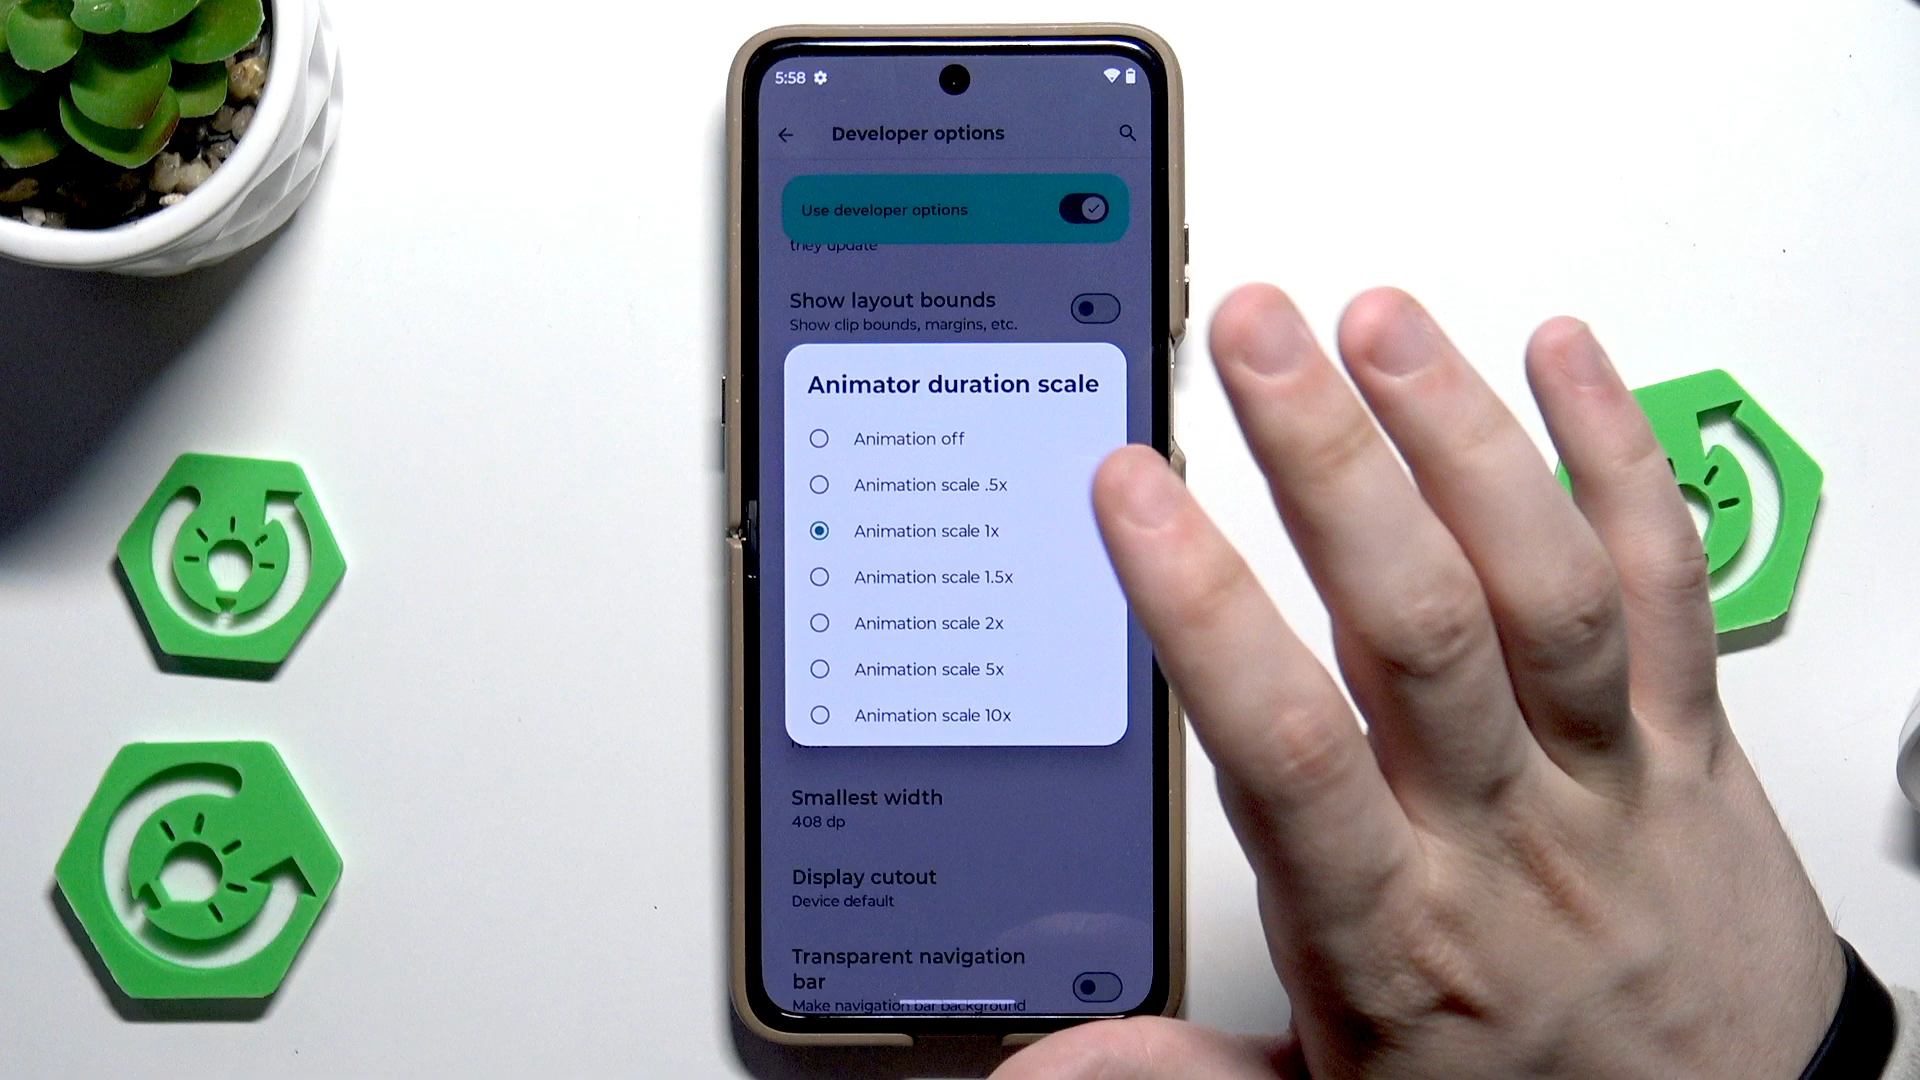 5:58
Developer options
Use developer options
they update
Show layout bounds
Show clip bounds, margins, etc.
Animator duration scale
Animation off
Animation scale .5x
Animation scale 1x
Animation scale 1.5x
Animation scale 2x
Animation scale 5x
Animation scale 10x
Smallest width
408 dp
Display cutout
Device default
Transparent navigation
bar
Make navigation bar background